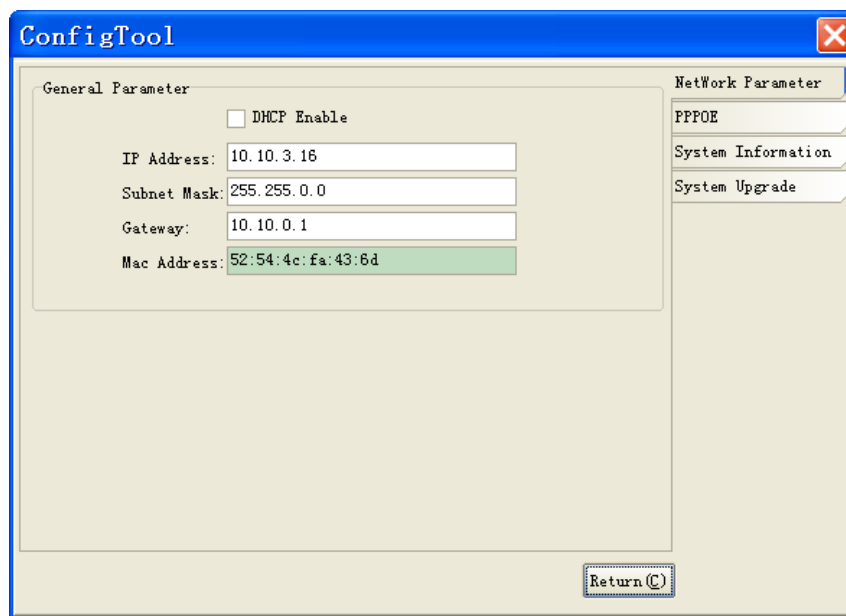 ConfigTool
General Parameter
DHCP Enable
IP Address: 10.10.3.16
Subnet Mask: 255.255.0.0
Gateway: 10.10.0.1
Mac Address: 52:54:4c:fa:43:6d
NetWork Parameter
PPPOE
System Information
System Upgrade
Return(C)